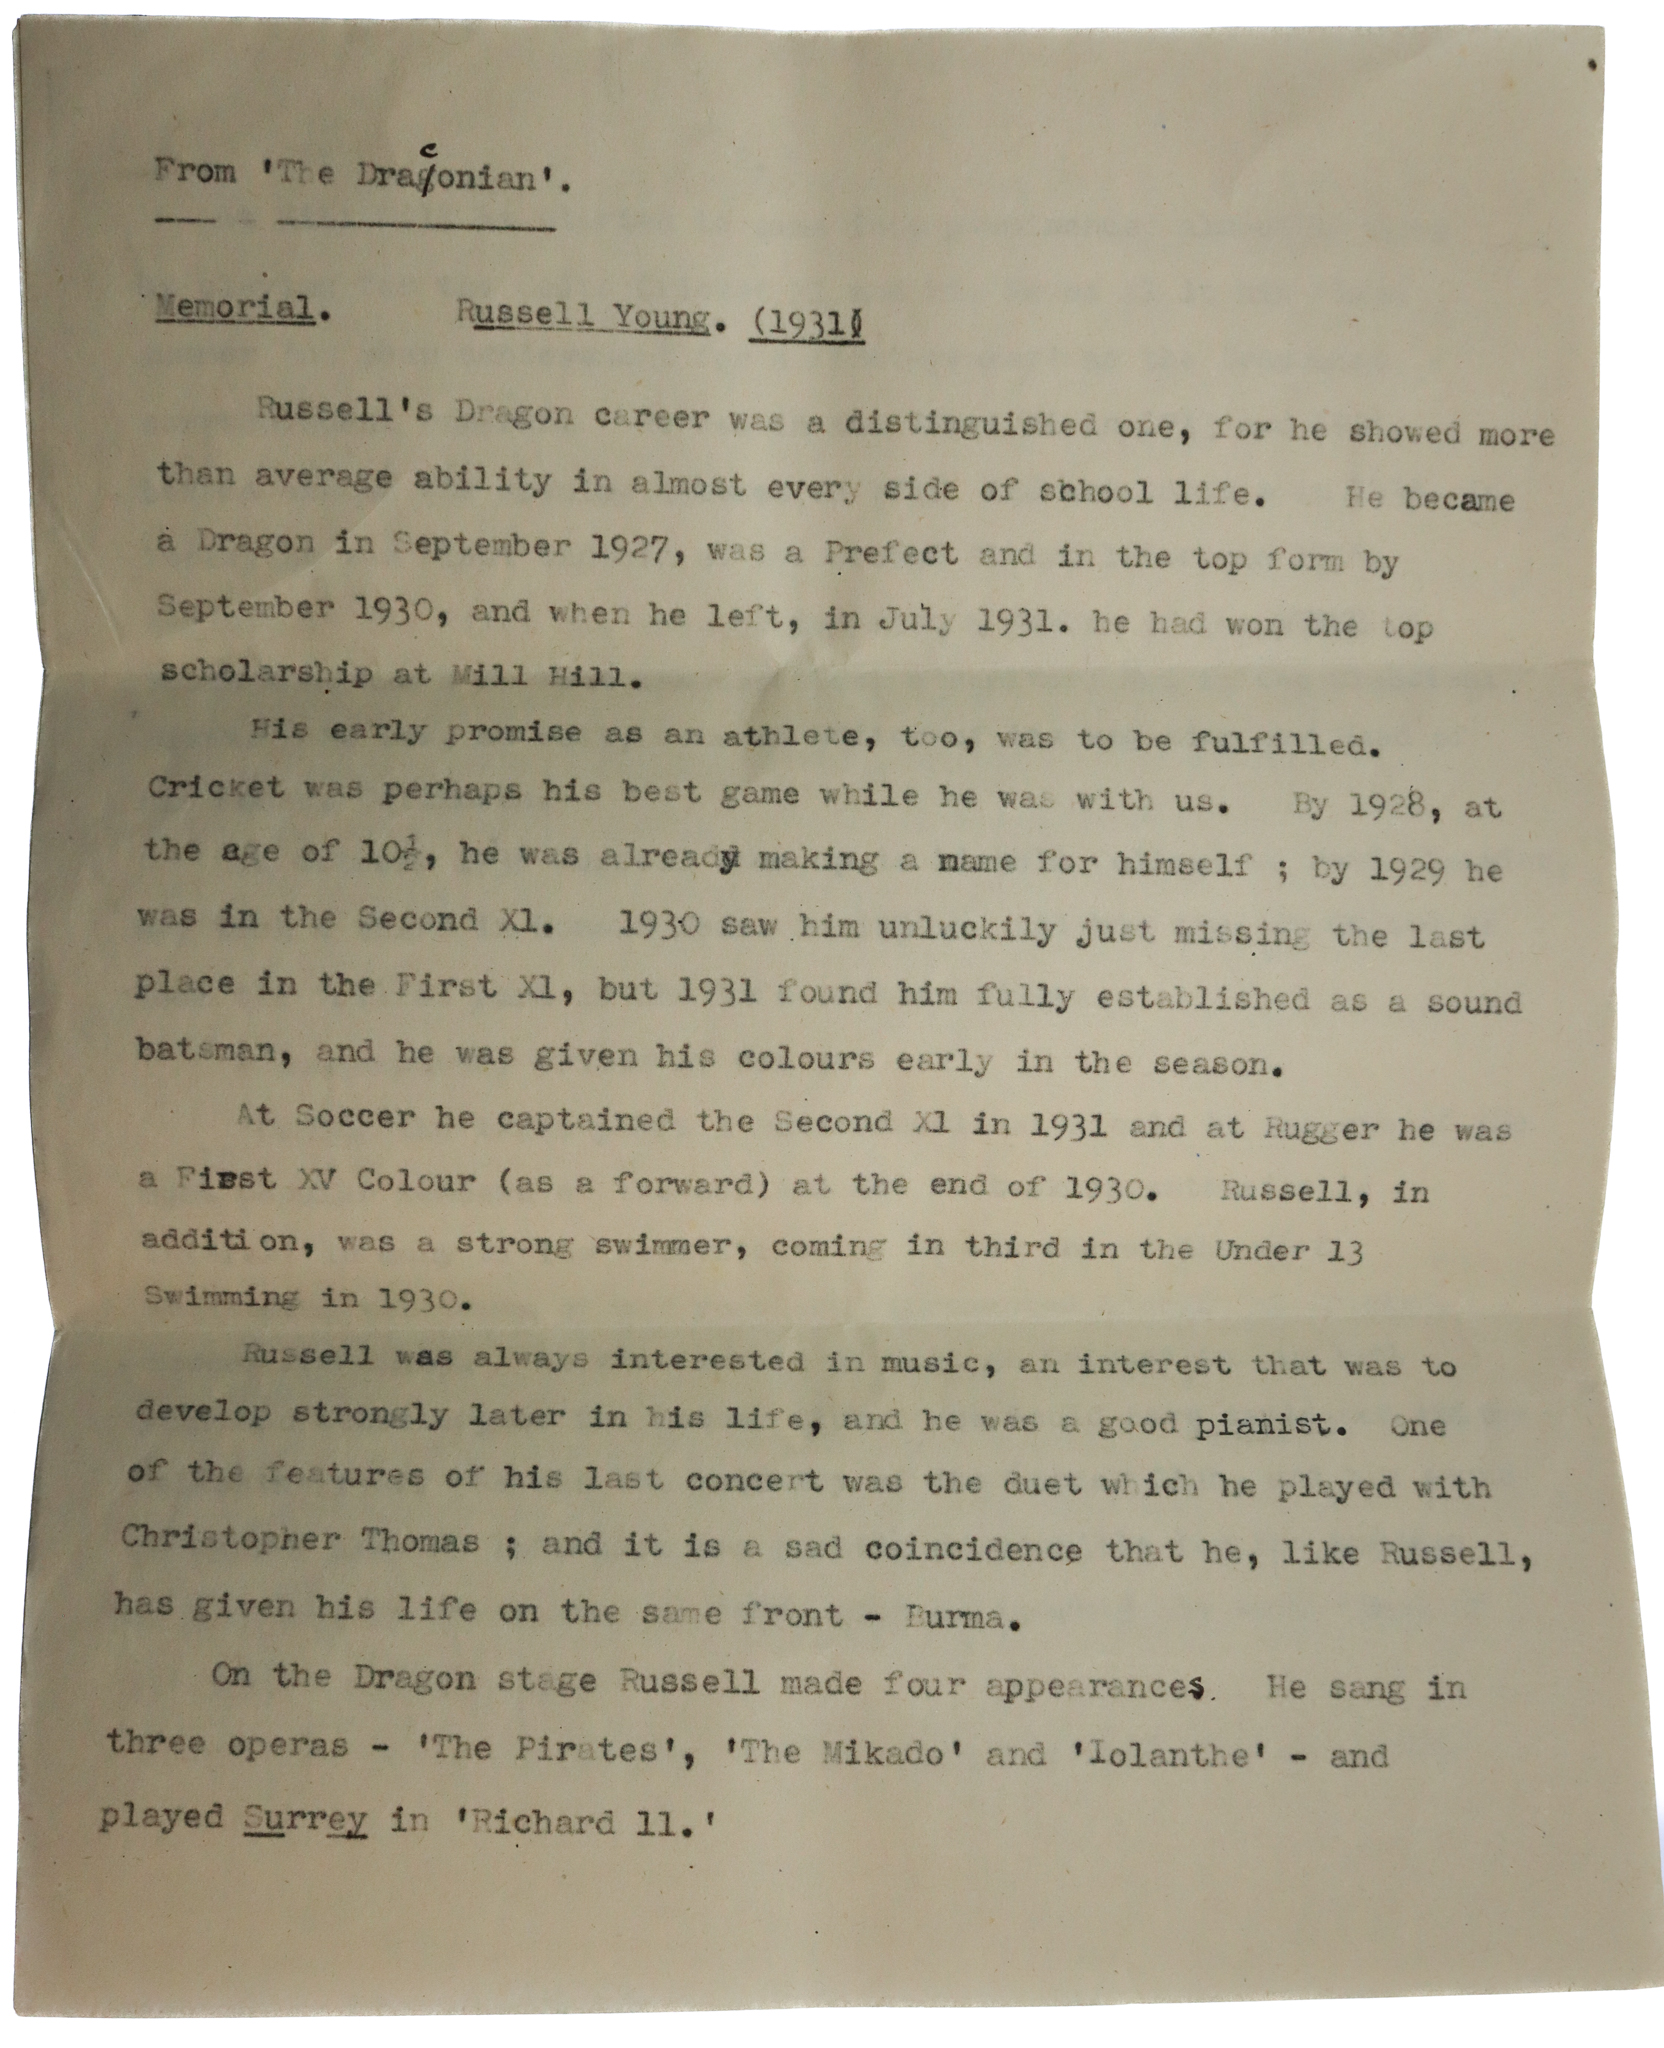 From 'The Draconian'.
Memorial. Russell Young. (1931)
Russell's Dragon career was a distinguished one, for he showed more
than average ability in almost every side of school life. He became
a Dragon in September 1927, was a Prefect and in the top form by
September 1930, and when he left, in July 1931. he had won the top
scholarship at Mill Hill.
His early promise as an athlete, too, was to be fulfilled.
Cricket was perhaps his best game while he was with us. By 1928, at
the age of 10½, he was already making a name for himself ; by 1929 he
was in the Second Xl. 1930 saw him unluckily just missing the last
place in the First Xl, but 1931 found him fully established as a sound
batsman, and he was given his colours early in the season.
At Soccer he captained the Second Xl in 1931 and at Rugger he was
a First XV Colour (as a forward) at the end of 1930. Russell, in
addition, was a strong swimmer, coming in third in the Under 13
Swimming in 1930.
Russell was always interested in music, an interest that was to
develop strongly later in his life, and he was a good pianist. One
of the features of his last concert was the duet which he played with
Christopher Thomas ; and it is a sad coincidence that he, like Russell,
has given his life on the same front - Burma.
On the Dragon stage Russell made four appearances. He sang in
three operas - 'The Pirates', 'The Mikado' and 'Iolanthe' - and
played Surrey in 'Richard 11.'